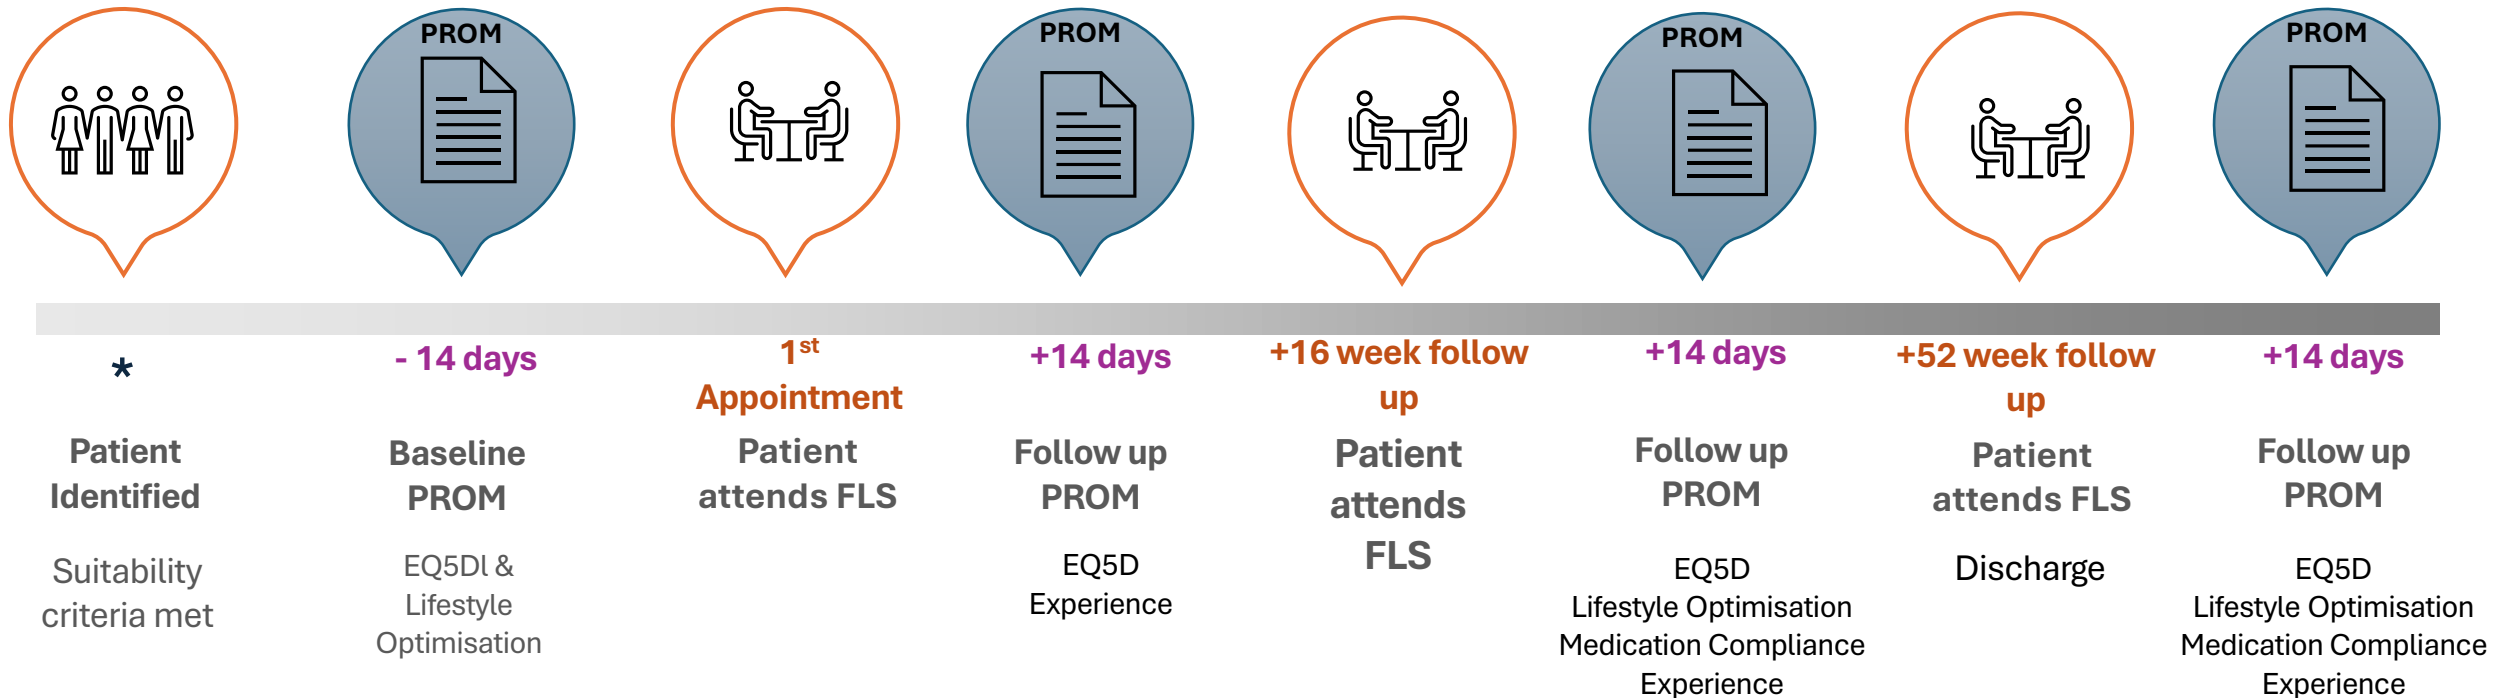 PROM
PROM
PROM
PROM
*
Patient
Identified
Suitability
criteria met
- 14 days
Baseline
PROM
EQ5Dl &
Lifestyle
Optimisation
1st
Appointment
Patient
attends FLS
+14 days
Follow up
PROM
EQ5D
Experience
+16 week follow
up
Patient
attends
FLS
+14 days
Follow up
PROM
EQ5D
Lifestyle Optimisation
Medication Compliance
Experience
+52 week follow
up
Patient
attends FLS
Discharge
+14 days
Follow up
PROM
EQ5D
Lifestyle Optimisation
Medication Compliance
Experience